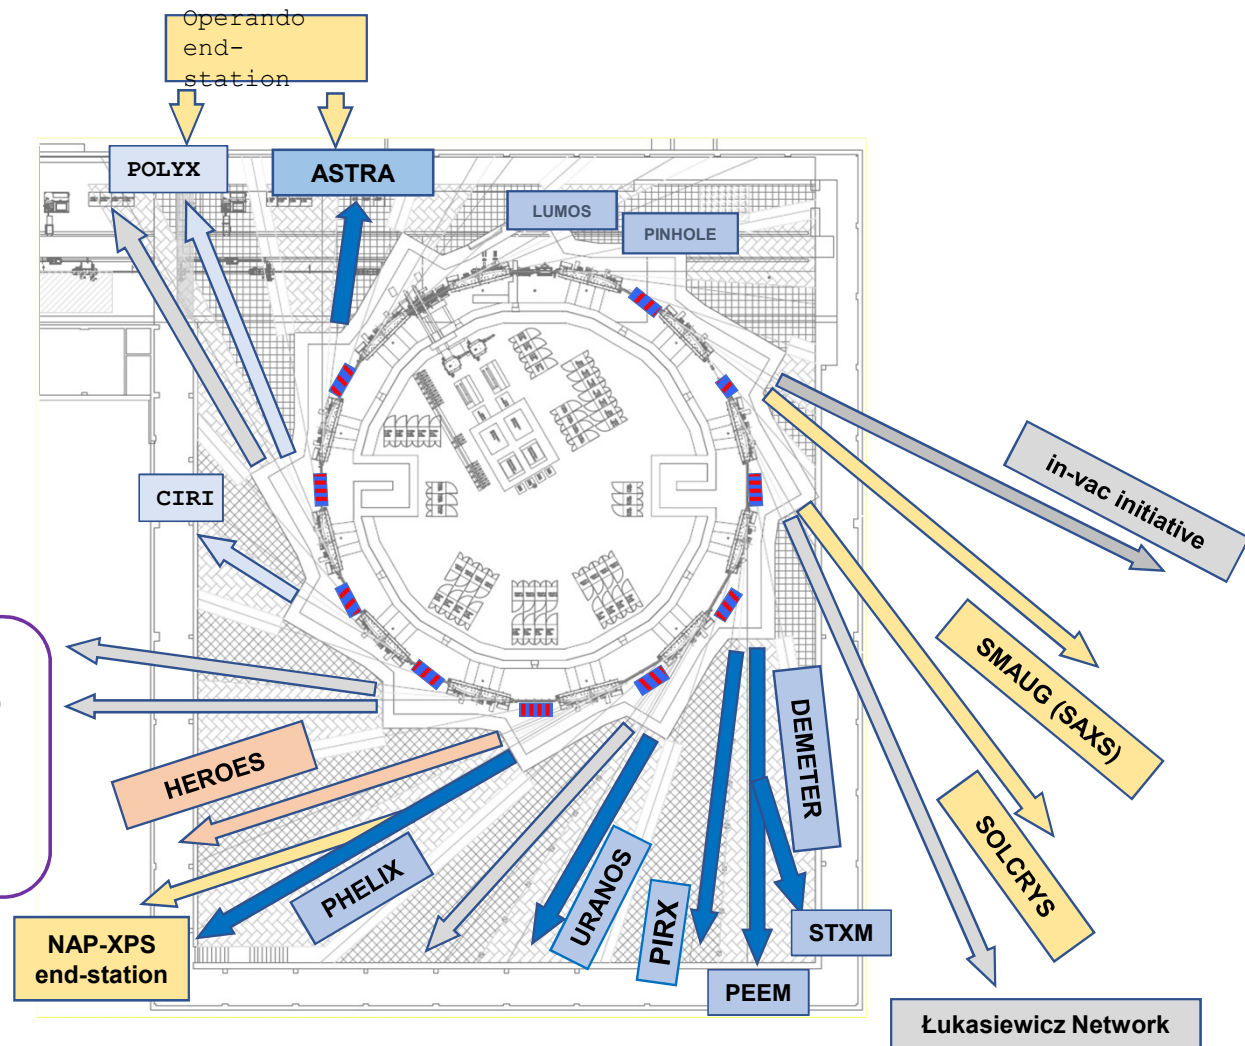 Operando
end-
station
POLYX
ASTRA
LUMOS
PINHOLE
in-vac initiative
CIRI
SMAUG (SAXS)
DEMETER
HEROES
SOLCRYS
PHELIX
URANOS
PIRX
STXM
NAP-XPS
end-station
PEEM
Łukasiewicz Network